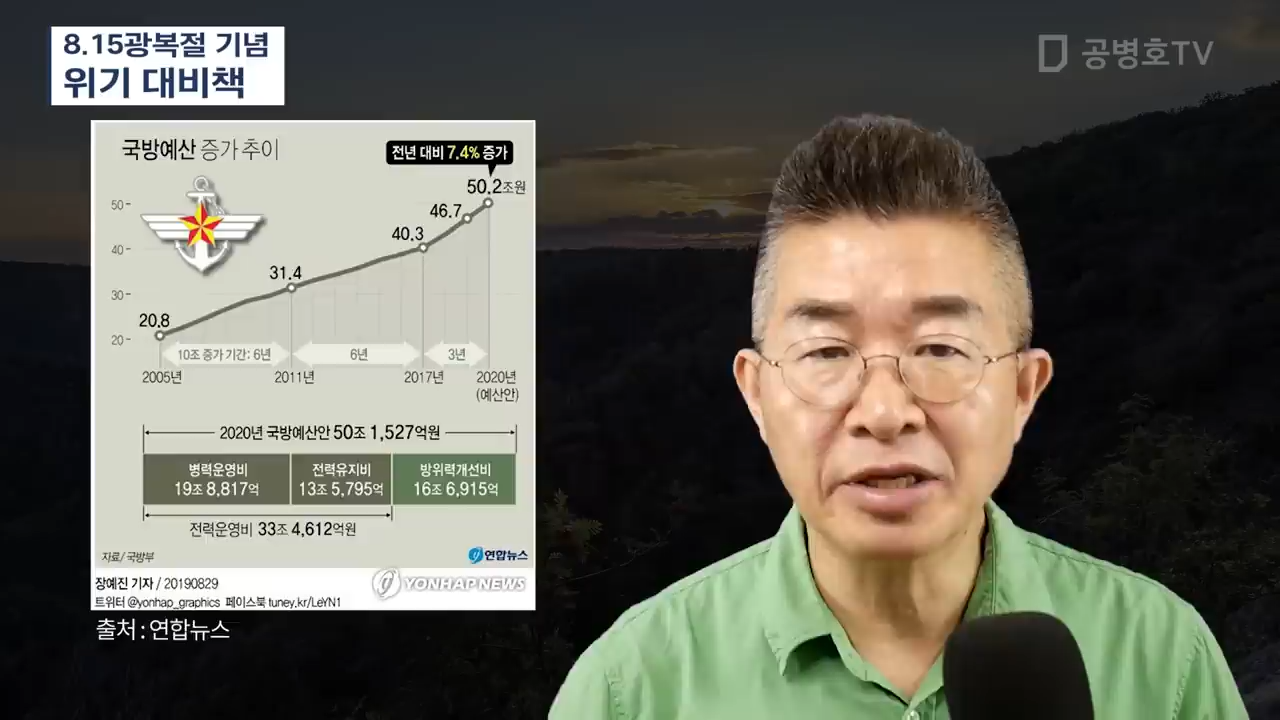 8.15광복절 기념
위기 대비책
공병호TV
국방예산 증가 추이
전년 대비 7.4% 증가
50.2조원
50
46.7
40.3
40
31.4
30
20.8
20
10조 증가 기간: 6년
6년
3년
2005년
2011년
2017년
2020년
(예산안)
2020년 국방예산안 50조 1,527억원
병력운영비
19조 8,817억
전력유지비
13조 5,795억
방위력개선비
16조 6,915억
전력운영비 33조 4,612억원
자료/국방부
연합뉴스
장예진 기자 / 20190829
YONHAP NEWS
트위터 @yonhap_graphics 페이스북 tuney.kr/LeYN1
출처 : 연합뉴스